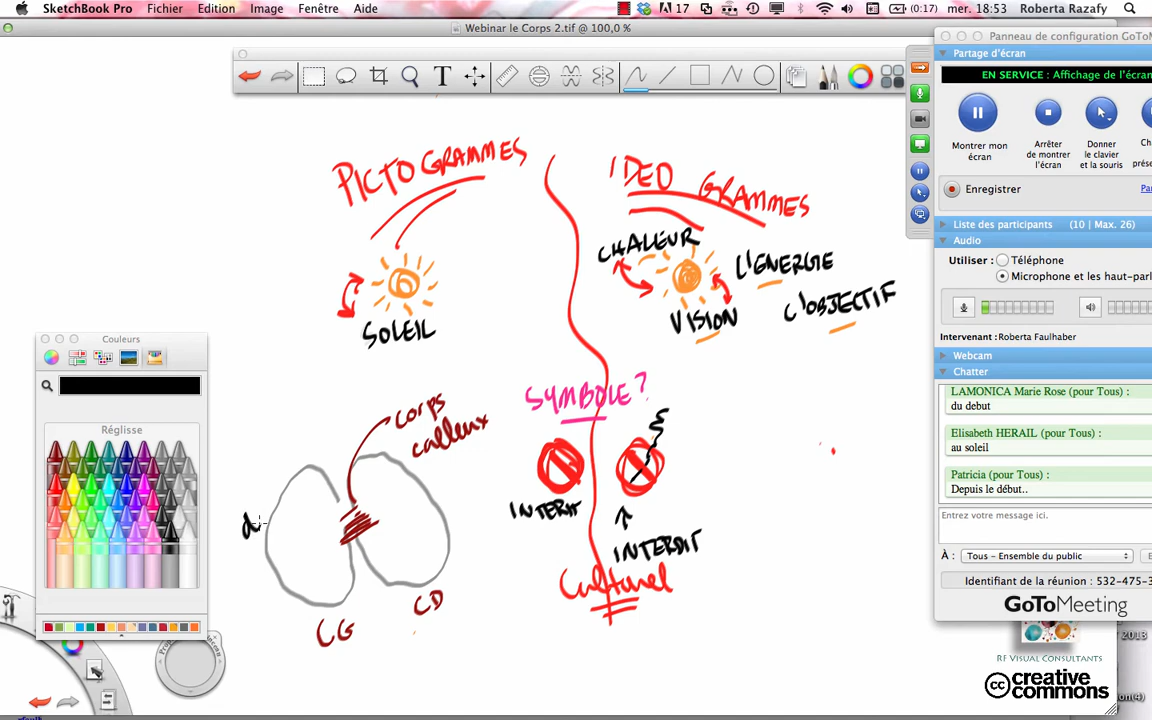 SketchBook Pro Fichier Edition Image Fenêtre Aide
17
(0:17) mer. 18:53 Roberta Razafy
Webinar le Corps 2.tif @ 100,0 %
T
PICTOGRAMMES
IDEOGRAMMES
SOLEIL
CHALEUR
L'ENERGIE
VISION
L'OBJECTIF
SYMBOLE?
INTERDIT
Culturel
corps
calleux
CG
CD
Couleurs
Réglisse
Panneau de configuration GoTo
Partage d'écran
EN SERVICE : Affichage de l'écran
Montrer mon
écran
Arrêter
de montrer
l'écran
Donner
le clavier
et la souris
Enregistrer
Liste des participants (10 | Max. 26)
Audio
Utiliser : Téléphone
Microphone et les haut-parl
Intervenant : Roberta Faulhaber
Webcam
Chatter
LAMONICA Marie Rose (pour Tous) :
du debut
Elisabeth HERAIL (pour Tous) :
au soleil
Patricia (pour Tous) :
Depuis le début..
Entrez votre message ici.
À : Tous - Ensemble du public
Identifiant de la réunion : 532-475-
GoToMeeting
2013
RF VISUAL CONSULTANTS
cc creative
commons